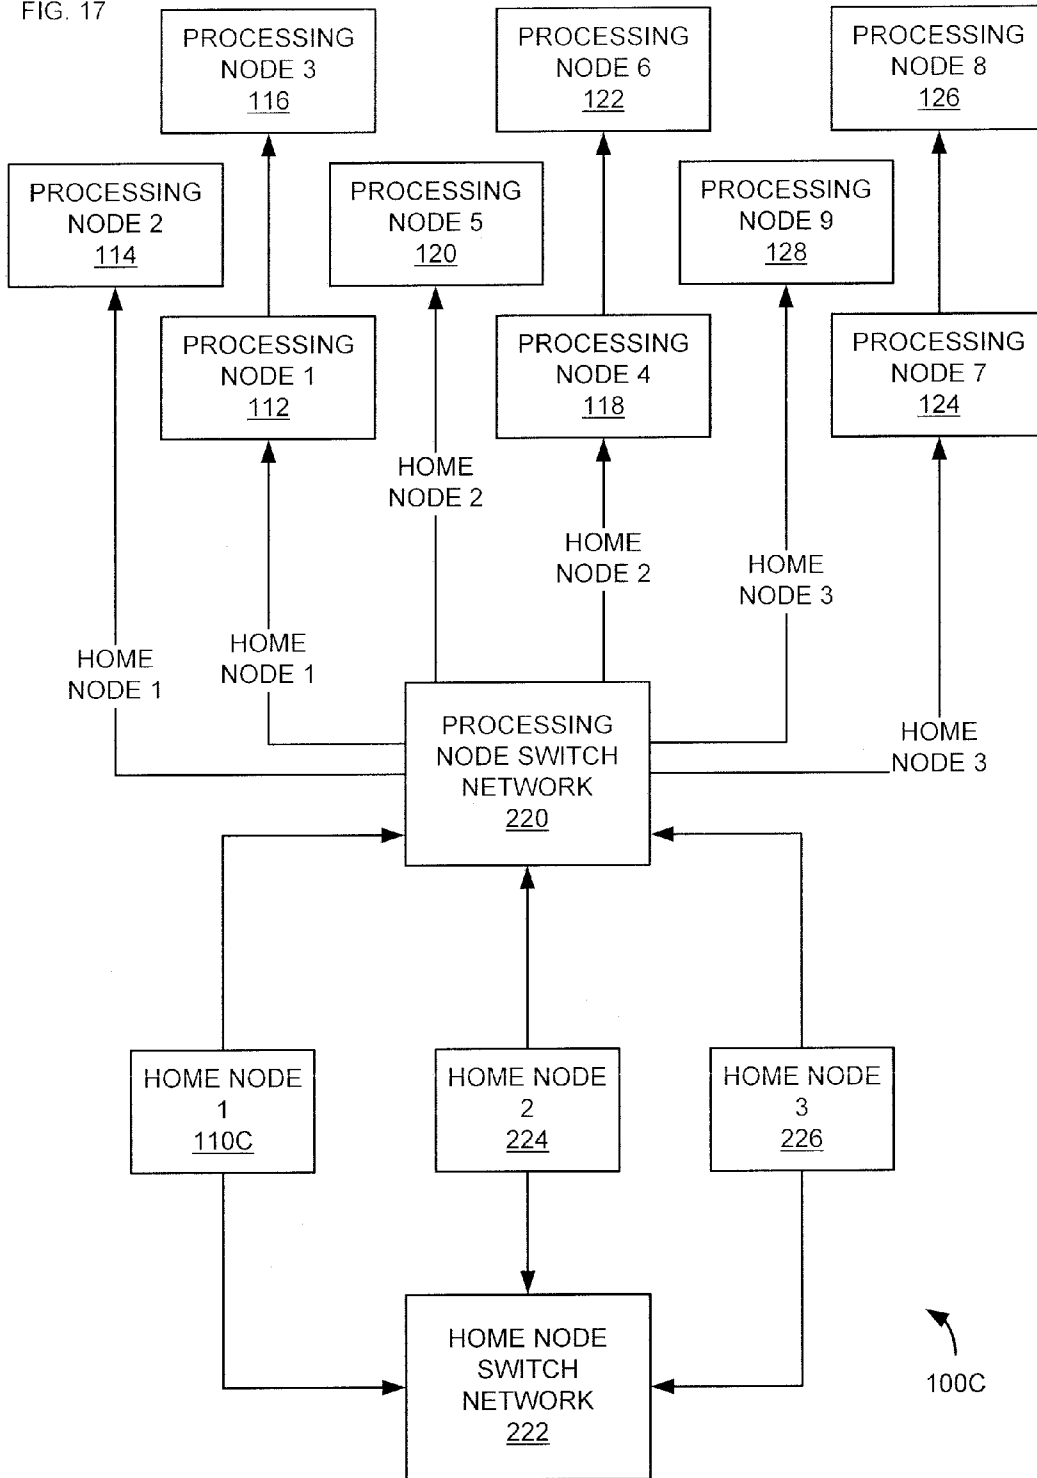 FIG. 17
PROCESSING
NODE 3
116
PROCESSING
NODE 6
122
PROCESSING
NODE 8
126
PROCESSING
NODE 2
114
PROCESSING
NODE 5
120
PROCESSING
NODE 9
128
PROCESSING
NODE 1
112
PROCESSING
NODE 4
118
PROCESSING
NODE 7
124
HOME
NODE 2
HOME
NODE 2
HOME
NODE 3
HOME
NODE 1
HOME
NODE 1
HOME
NODE 3
PROCESSING
NODE SWITCH
NETWORK
220
HOME NODE
1
110C
HOME NODE
2
224
HOME NODE
3
226
HOME NODE
SWITCH
NETWORK
222
100C